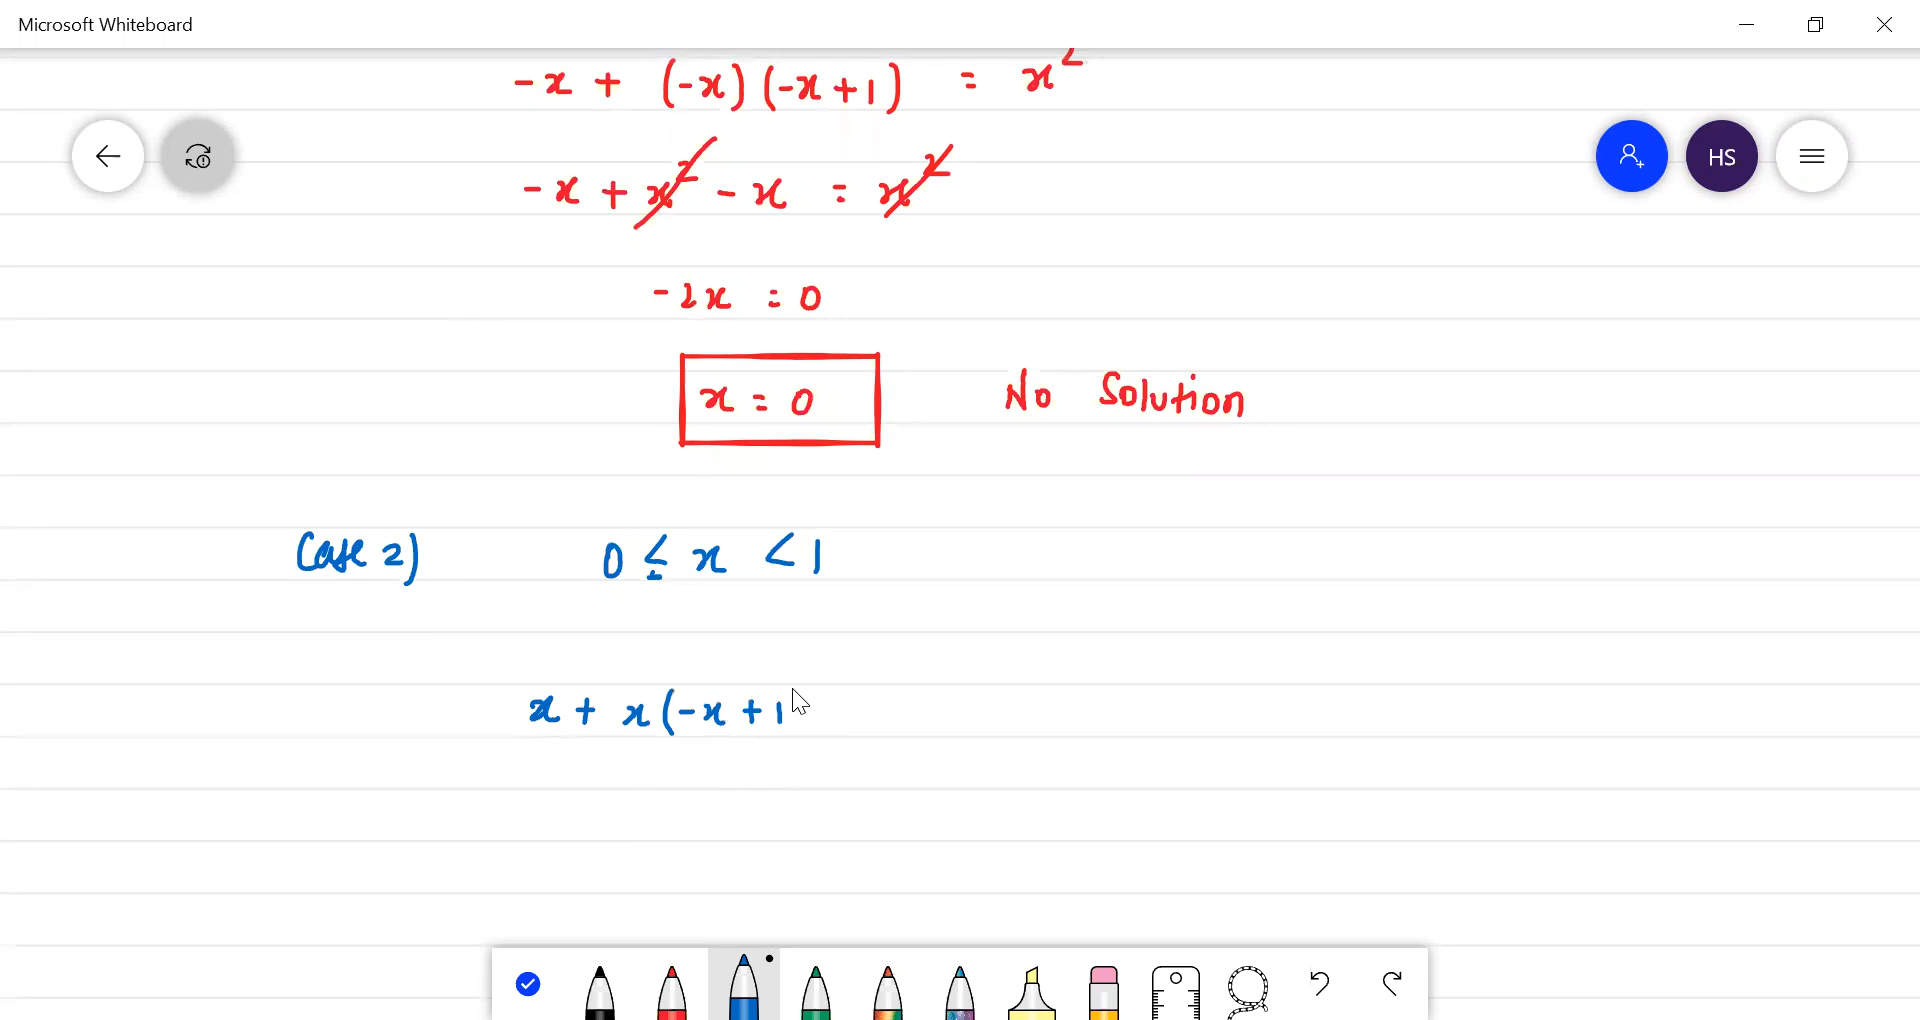 Microsoft Whiteboard
-x + (-x)(-x+1) = x²
HS
-x + x² - x = x²
-2x = 0
x = 0 No Solution
Case 2) 0 ≤ x < 1
x + x(-x+1